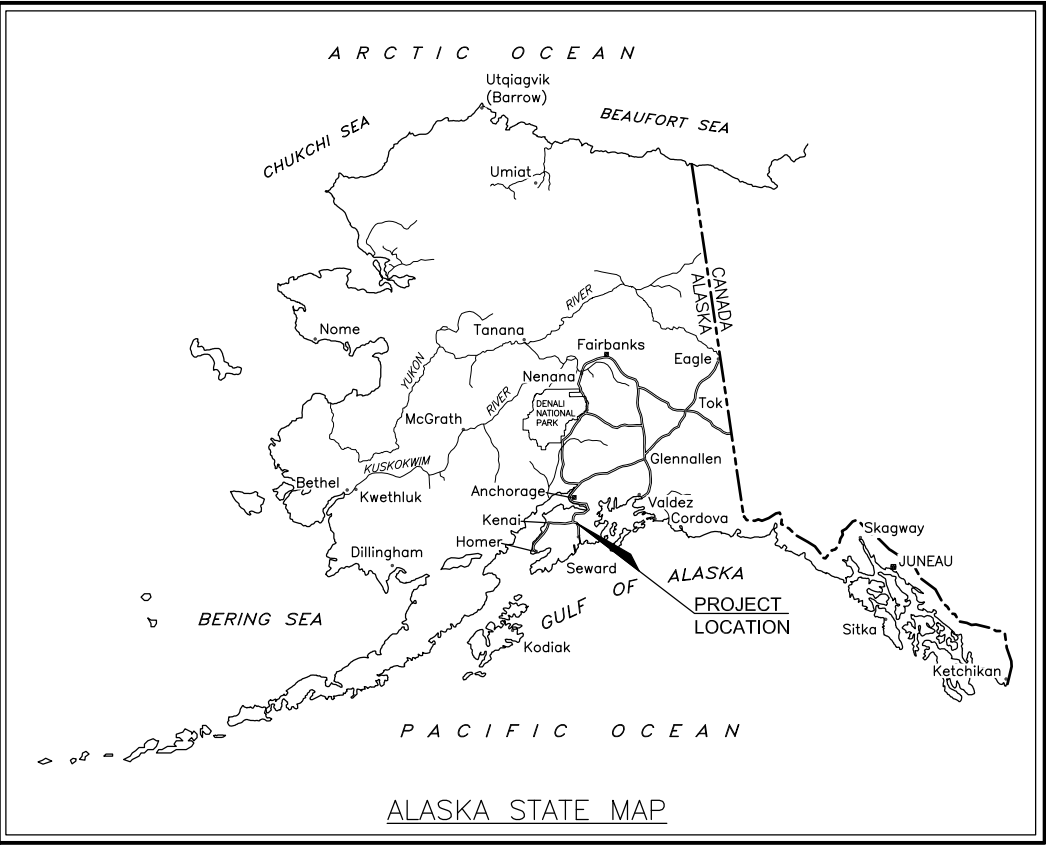 ARCTIC OCEAN
Utqiagvik
(Barrow)
CHUKCHI SEA
BEAUFORT SEA
Umiat
CANADA
ALASKA
RIVER
Nome
Tanana
Fairbanks
Eagle
YUKON
Nenana
RIVER
DENALI
NATIONAL
PARK
Tok
McGrath
KUSKOKWIM
Glennallen
Bethel
Kwethluk
Anchorage
Valdez
Kenai
Cordova
Skagway
Homer
Dillingham
JUNEAU
Seward
GULF OF ALASKA
PROJECT
LOCATION
BERING SEA
Sitka
Kodiak
Ketchikan
PACIFIC OCEAN
ALASKA STATE MAP